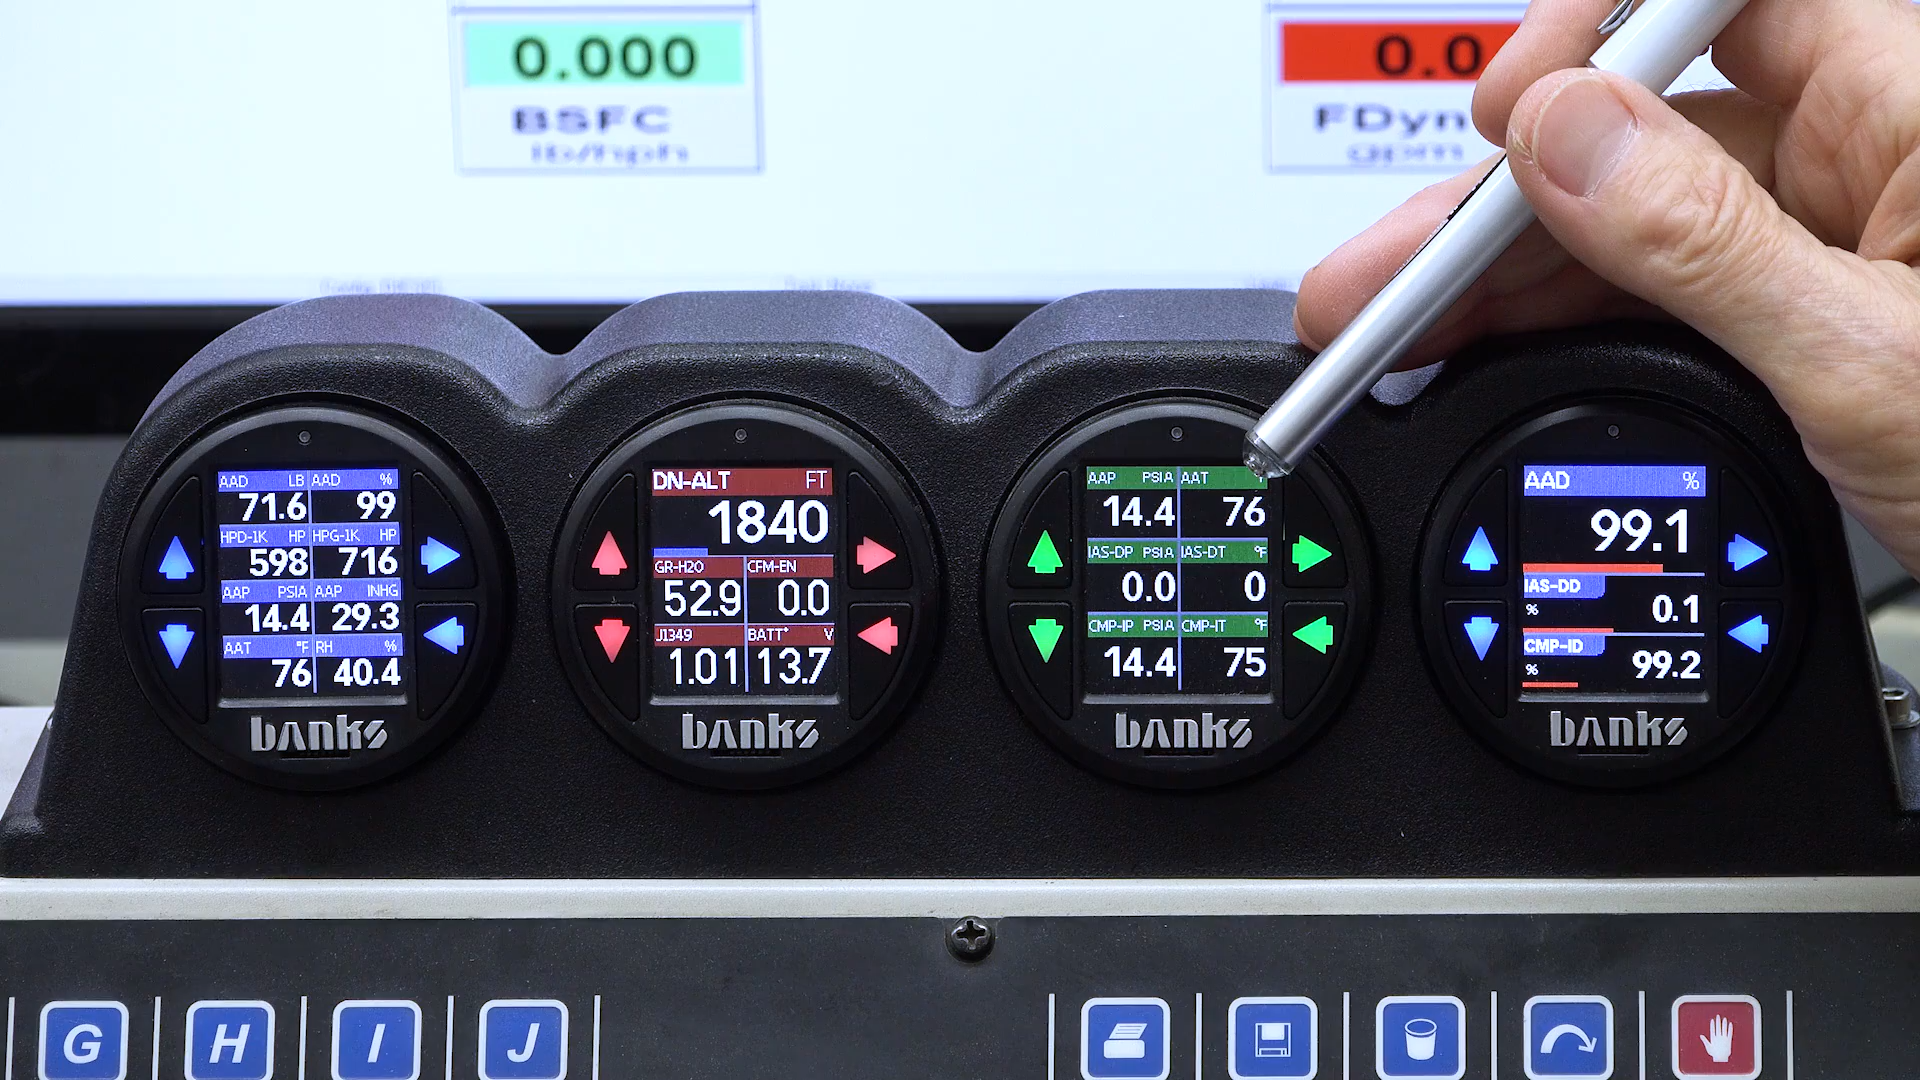 0.000
BSFC
lb/hph
0.0
FDyn
gpm
AAD LB AAD %
71.6 99
HPD-1K HP HPG-1K HP
598 716
AAP PSIA AAP INHG
14.4 29.3
AAT °F RH %
76 40.4
banks
DN-ALT FT
1840
GR-H2O CFM-EN
52.9 0.0
J1349 BATT+ V
1.01 13.7
banks
AAP PSIA AAT
14.4 76
IAS-DP PSIA IAS-DT °F
0.0 0
CMP-IP PSIA CMP-IT °F
14.4 75
banks
AAD %
99.1
IAS-DD
% 0.1
CMP-ID
% 99.2
banks
G H I J